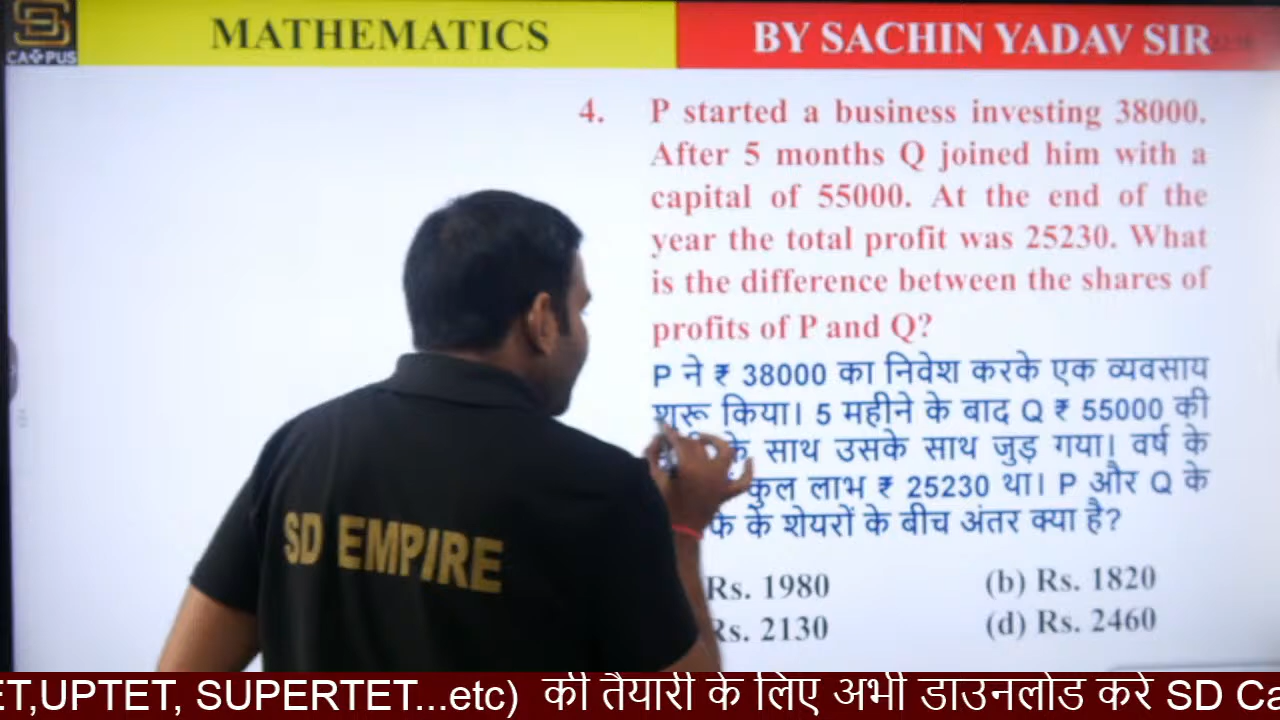 SD
CAMPUS
MATHEMATICS
BY SACHIN YADAV SIR
4. P started a business investing 38000.
After 5 months Q joined him with a
capital of 55000. At the end of the
year the total profit was 25230. What
is the difference between the shares of
profits of P and Q?
P ने ₹ 38000 का निवेश करके एक व्यवसाय
शुरू किया। 5 महीने के बाद Q ₹ 55000 की
के साथ उसके साथ जुड़ गया। वर्ष के
कुल लाभ ₹ 25230 था। P और Q के
के शेयरों के बीच अंतर क्या है?
Rs. 1980
(b) Rs. 1820
Rs. 2130
(d) Rs. 2460
SD EMPIRE
ET,UPTET, SUPERTET...etc) की तैयारी के लिए अभी डाउनलोड करे SD Ca